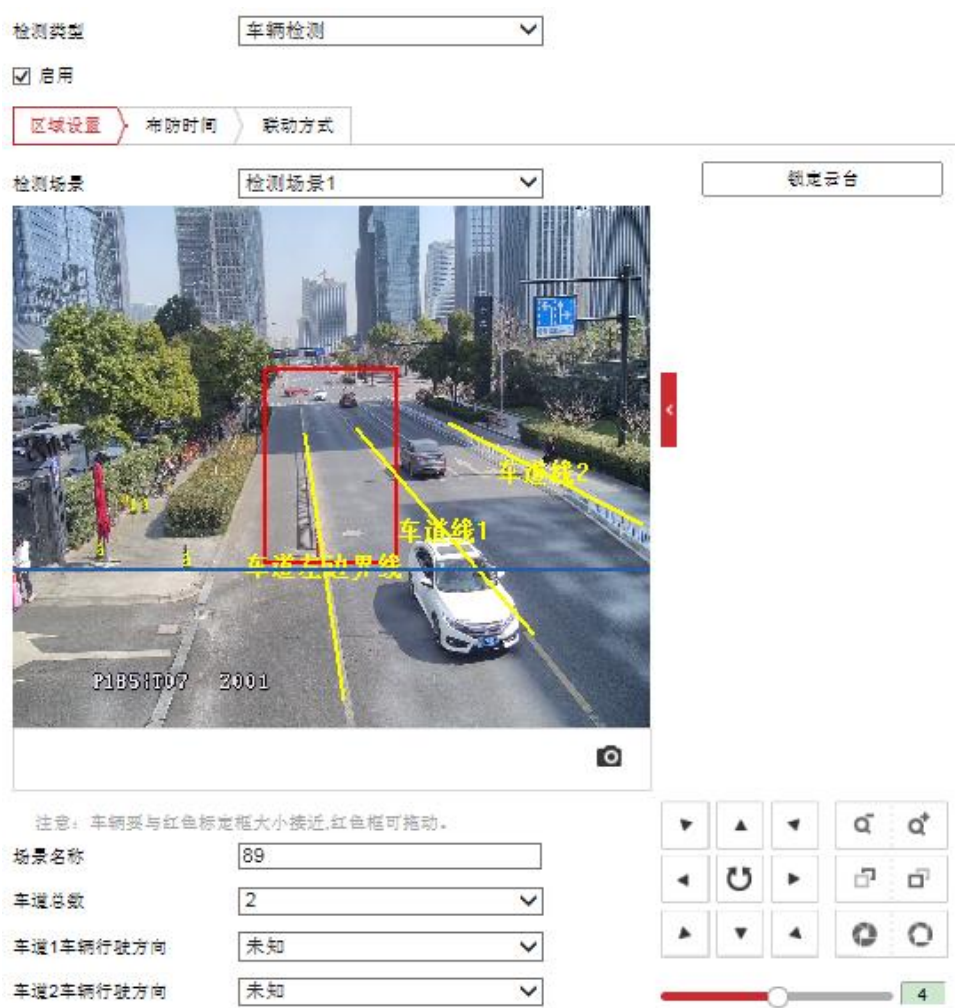 检测类型 车辆检测
启用
区域设置 布防时间 联动方式
检测场景 检测场景1 锁定云台
车道线2
车道线1
车道左边界线
P1B5:T07 Z001
注意：车辆要与红色标定框大小接近,红色框可拖动。
场景名称 89
车道总数 2
车道1车辆行驶方向 未知
车道2车辆行驶方向 未知
4